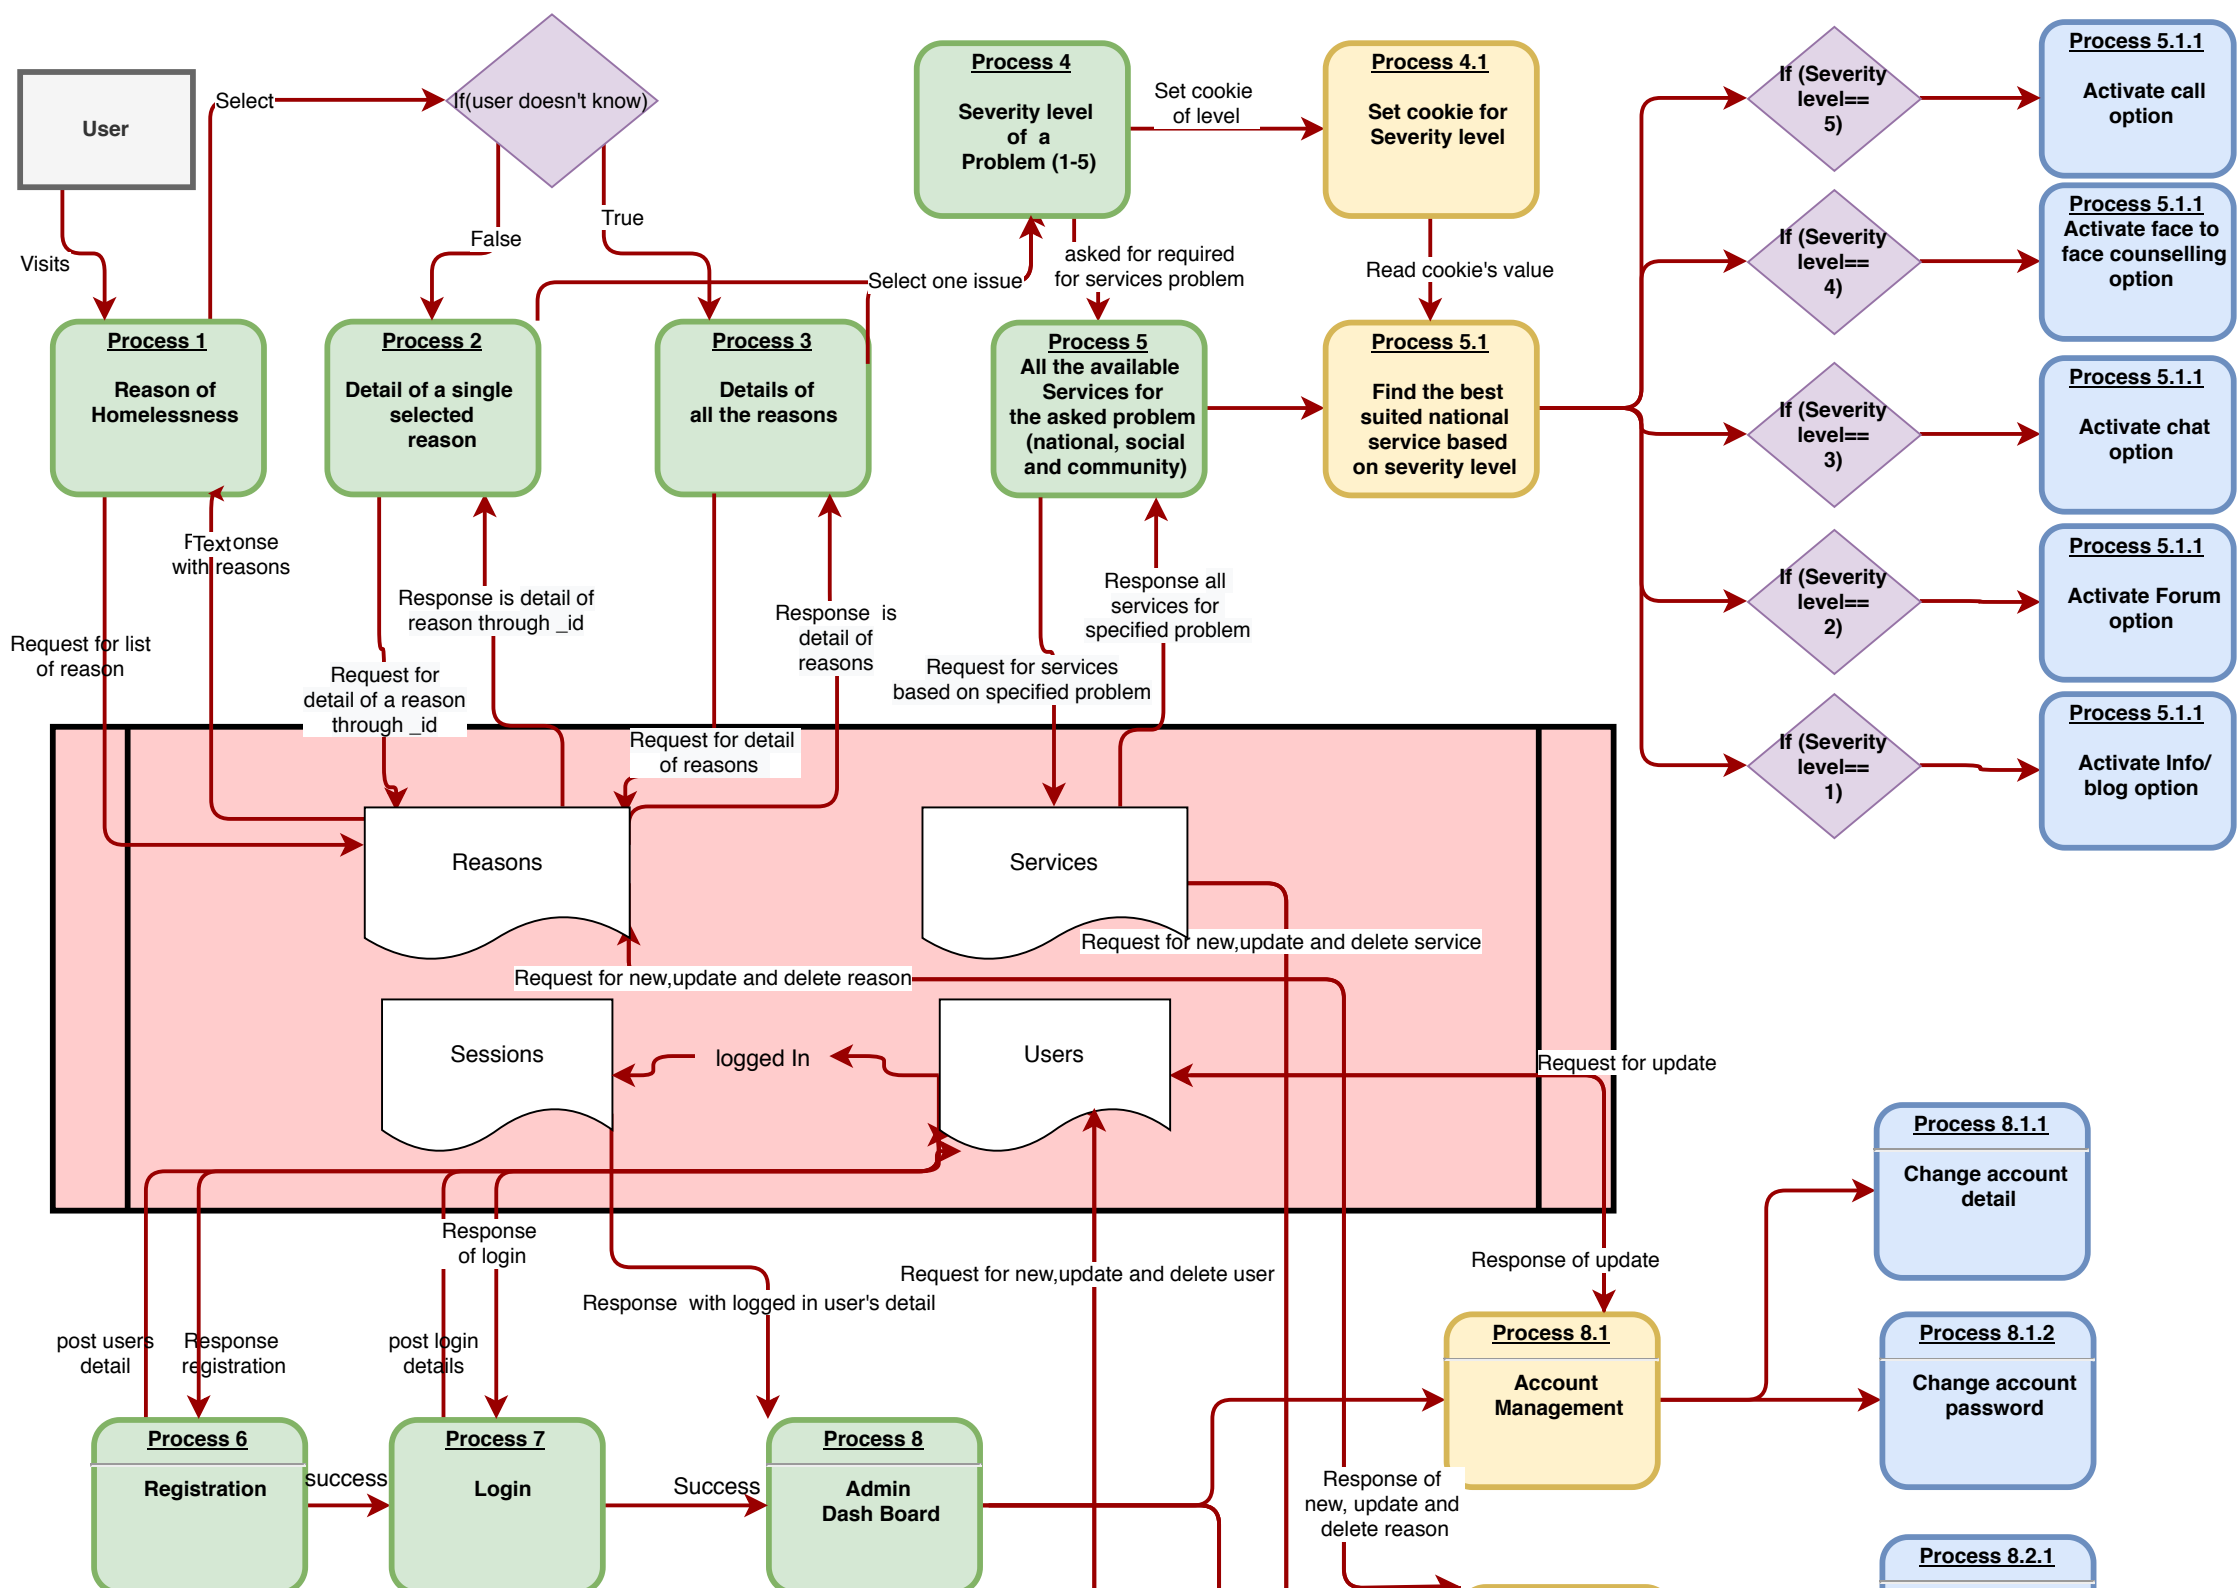 User
Visits
Select
If(user doesn't know)
False
True
Process 1
Reason of
Homelessness
Process 2
Detail of a single
selected
reason
Process 3
Details of
all the reasons
Select one issue
Process 4
Severity level
of a
Problem (1-5)
Set cookie
of level
Process 4.1
Set cookie for
Severity level
asked for required
for services problem
Read cookie's value
Process 5
All the available
Services for
the asked problem
(national, social
and community)
Process 5.1
Find the best
suited national
service based
on severity level
If (Severity
level==
5)
Process 5.1.1
Activate call
option
If (Severity
level==
4)
Process 5.1.1
Activate face to
face counselling
option
If (Severity
level==
3)
Process 5.1.1
Activate chat
option
If (Severity
level==
2)
Process 5.1.1
Activate Forum
option
If (Severity
level==
1)
Process 5.1.1
Activate Info/
blog option
Text
with reasons
Request for list
of reason
Response is detail of
reason through _id
Request for
detail of a reason
through _id
Response is
detail of
reasons
Request for detail
of reasons
Response all
services for
specified problem
Request for services
based on specified problem
Reasons
Services
Request for new,update and delete service
Request for new,update and delete reason
Sessions
logged In
Users
Request for update
Response
of login
Request for new,update and delete user
Response with logged in user's detail
Response of update
post users
detail
Response
registration
post login
details
Process 6
Registration
success
Process 7
Login
Success
Process 8
Admin
Dash Board
Process 8.1
Account
Management
Process 8.1.1
Change account
detail
Process 8.1.2
Change account
password
Response of
new, update and
delete reason
Process 8.2.1